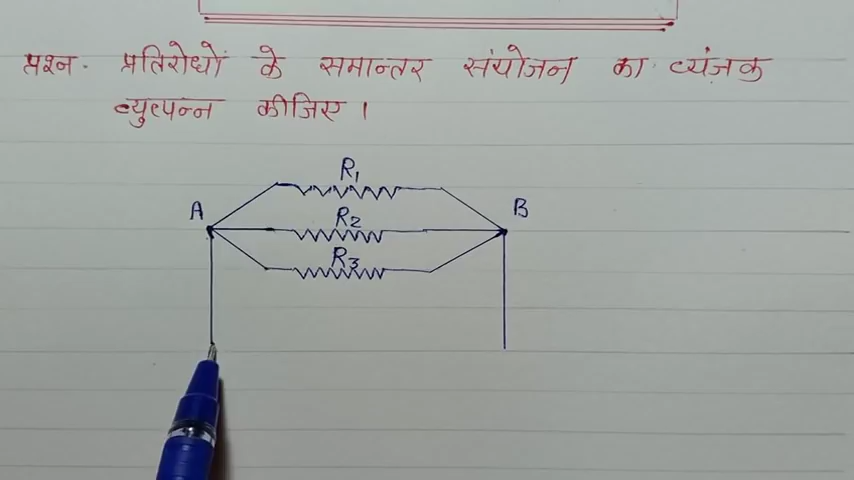 प्रश्न. प्रतिरोधों के समान्तर संयोजन का व्यंजक
व्युत्पन्न कीजिए।
R₁
A
R₂
B
R₃